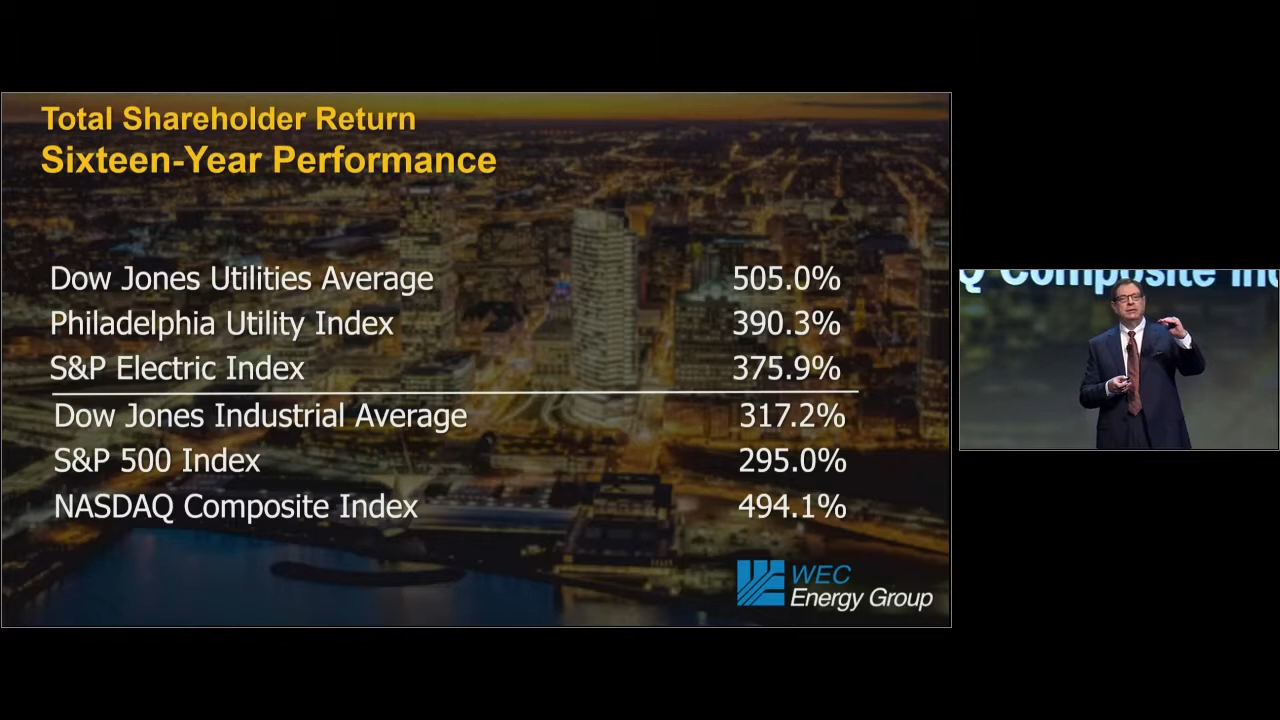 Total Shareholder Return
Sixteen-Year Performance
Dow Jones Utilities Average 505.0%
Philadelphia Utility Index 390.3%
S&P Electric Index 375.9%
Dow Jones Industrial Average 317.2%
S&P 500 Index 295.0%
NASDAQ Composite Index 494.1%
WEC
Energy Group
Q Composite In